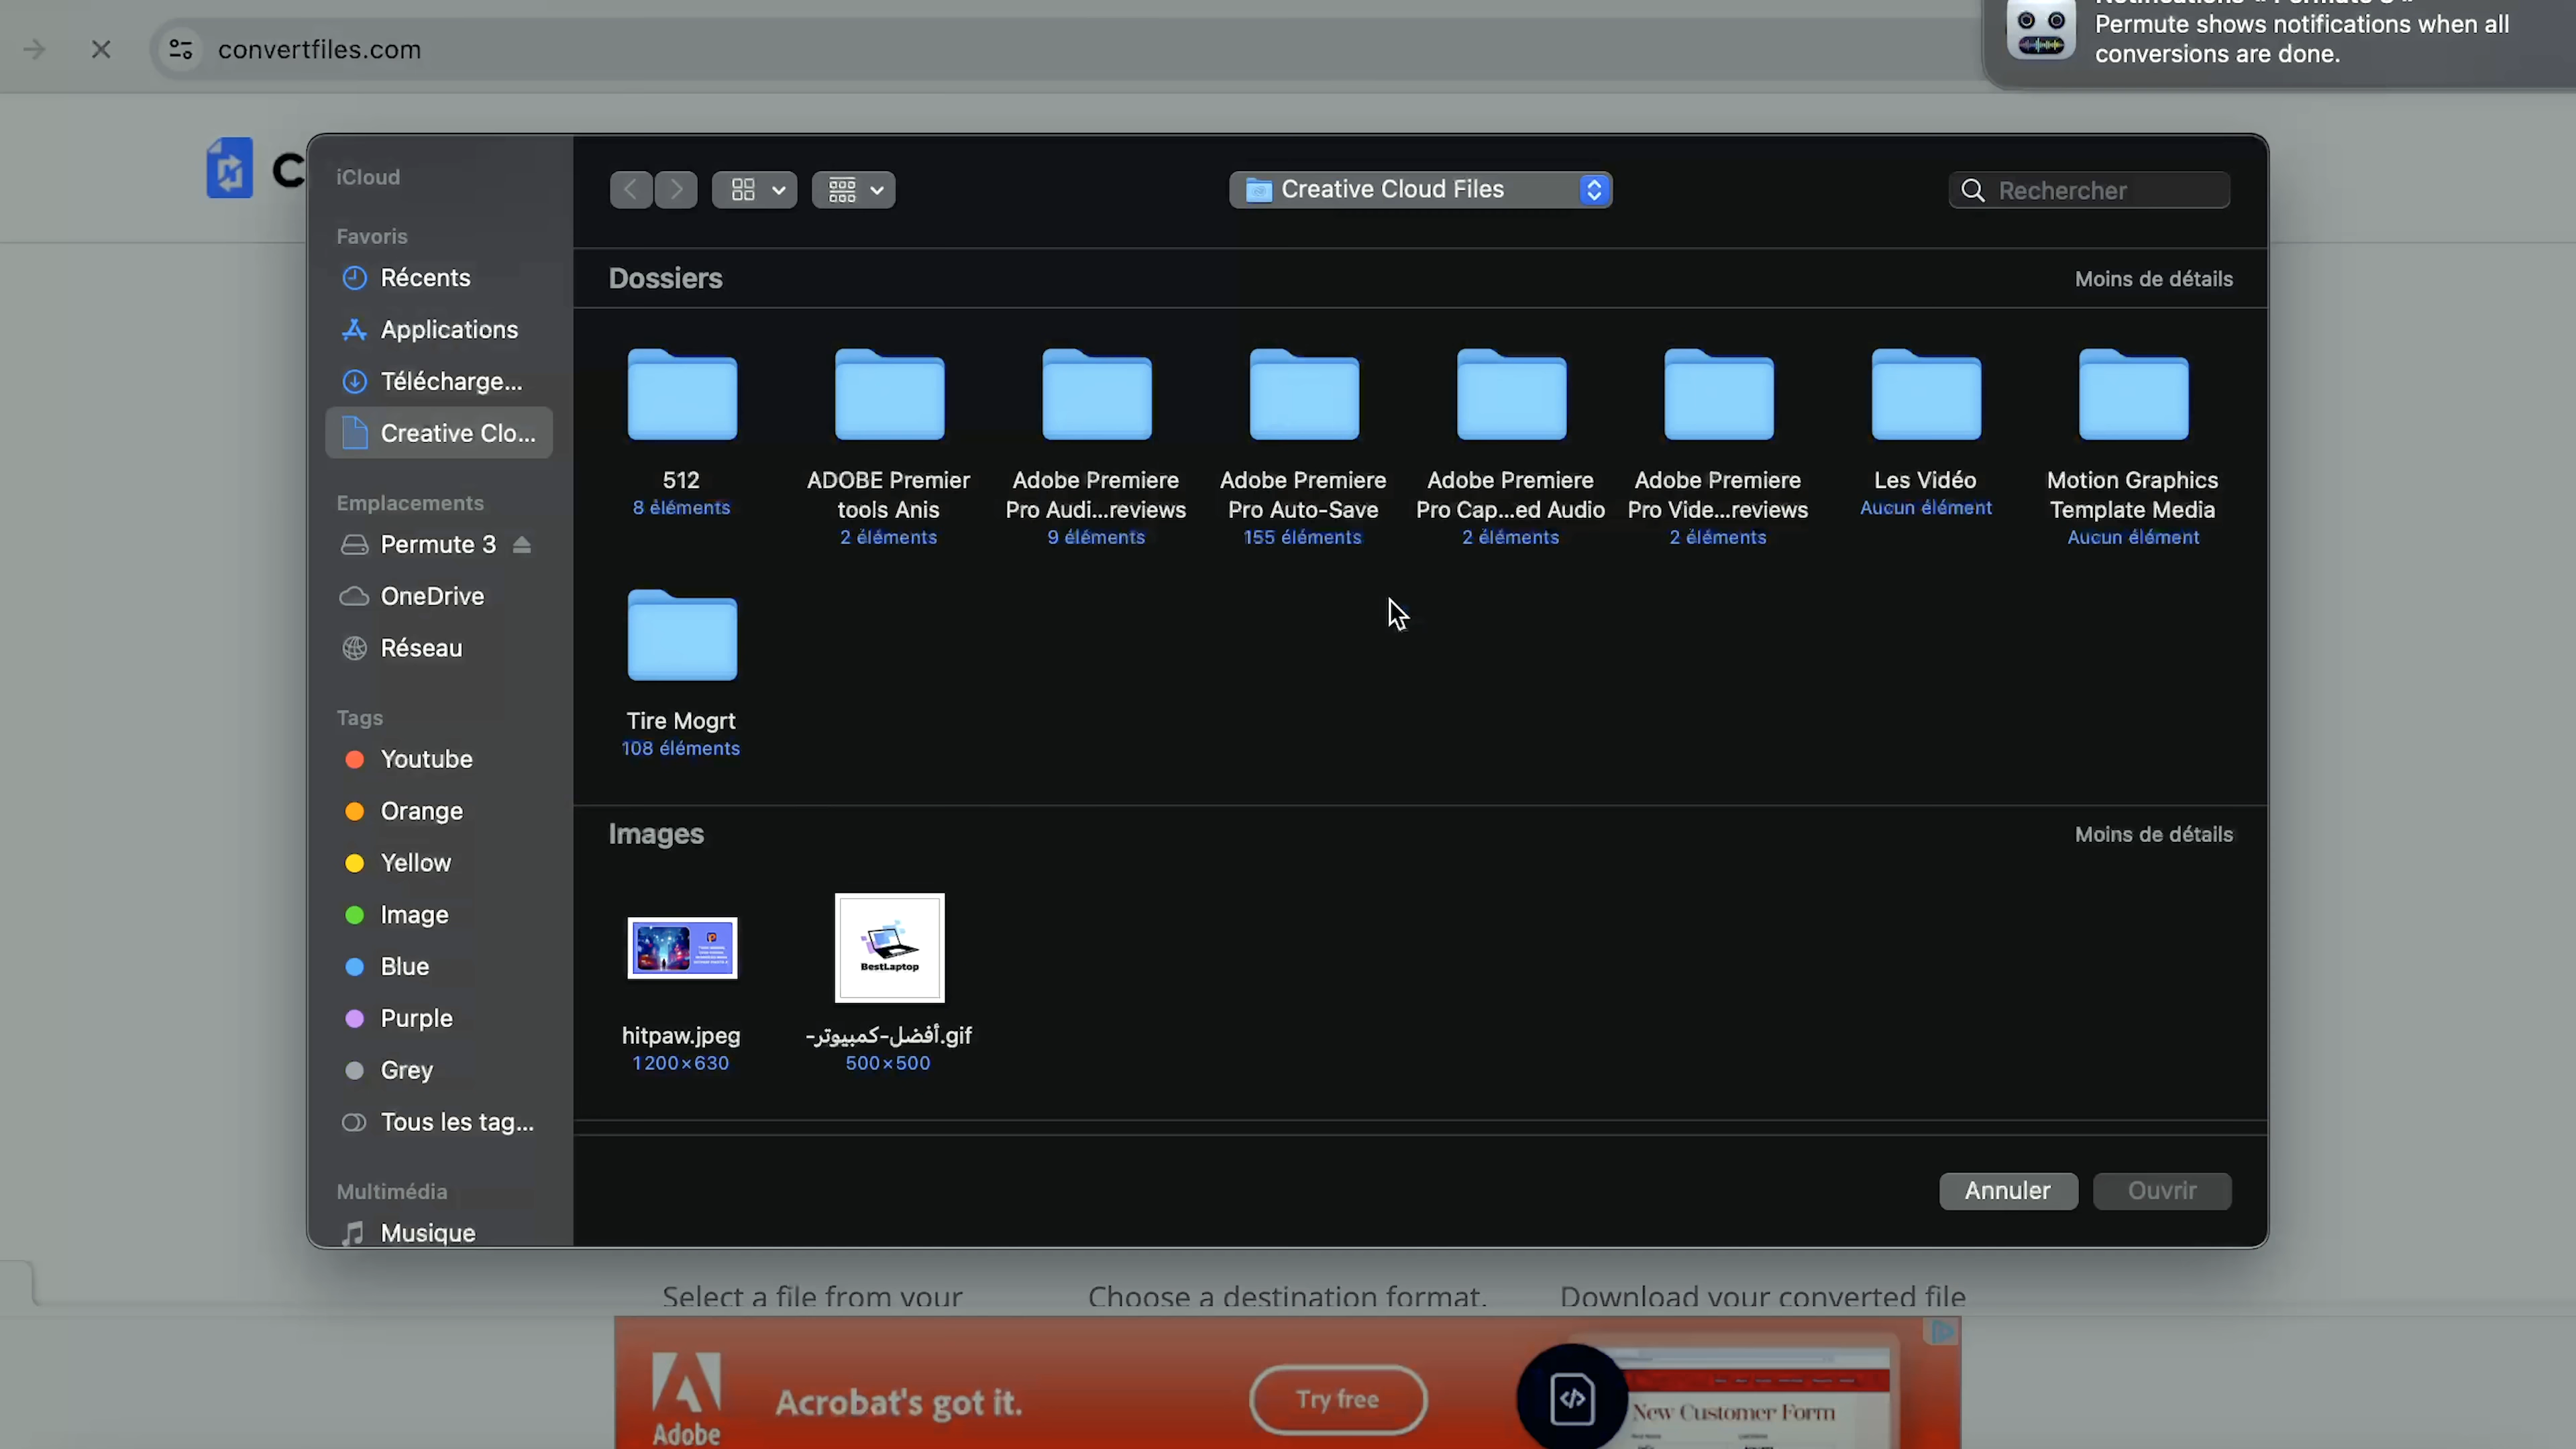 convertfiles.com
Permute shows notifications when all
conversions are done.
C
iCloud
Favoris
Récents
Applications
Télécharge...
Creative Clo...
Emplacements
Permute 3
OneDrive
Réseau
Tags
Youtube
Orange
Yellow
Image
Blue
Purple
Grey
Tous les tag...
Multimédia
Musique
Creative Cloud Files
Rechercher
Dossiers
Moins de détails
512
8 éléments
ADOBE Premier
tools Anis
2 éléments
Adobe Premiere
Pro Audi...reviews
9 éléments
Adobe Premiere
Pro Auto-Save
155 éléments
Adobe Premiere
Pro Cap...ed Audio
2 éléments
Adobe Premiere
Pro Vide...reviews
2 éléments
Les Vidéo
Aucun élément
Motion Graphics
Template Media
Aucun élément
Tire Mogrt
108 éléments
Images
Moins de détails
BestLaptop
hitpaw.jpeg
1200×630
أفضل-كمبيوتر-.gif
500×500
Annuler
Ouvrir
Select a file from your
Choose a destination format.
Download your converted file
Adobe
Acrobat's got it.
Try free
New Customer Form